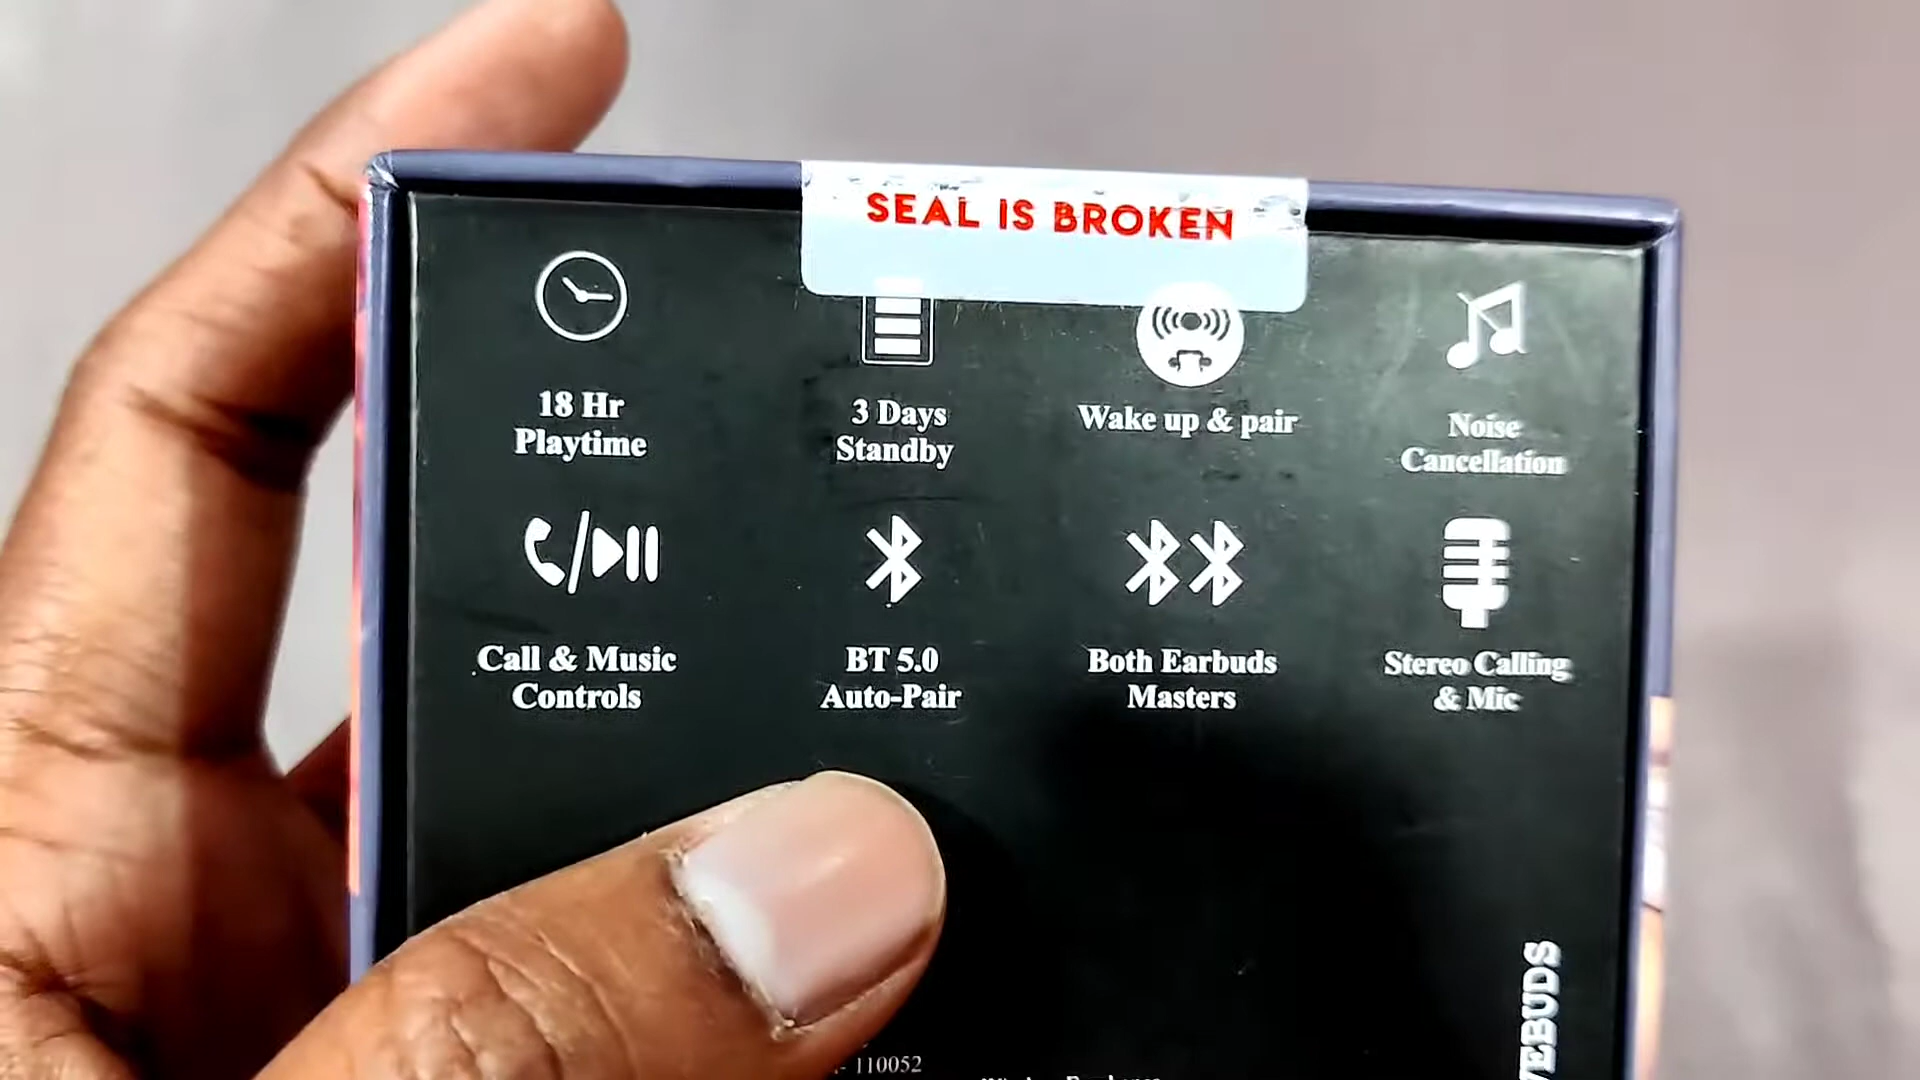 SEAL IS BROKEN
18 Hr
Playtime
3 Days
Standby
Wake up & pair
Noise
Cancellation
Call & Music
Controls
BT 5.0
Auto-Pair
Both Earbuds
Masters
Stereo Calling
& Mic
VEBUDS
110052